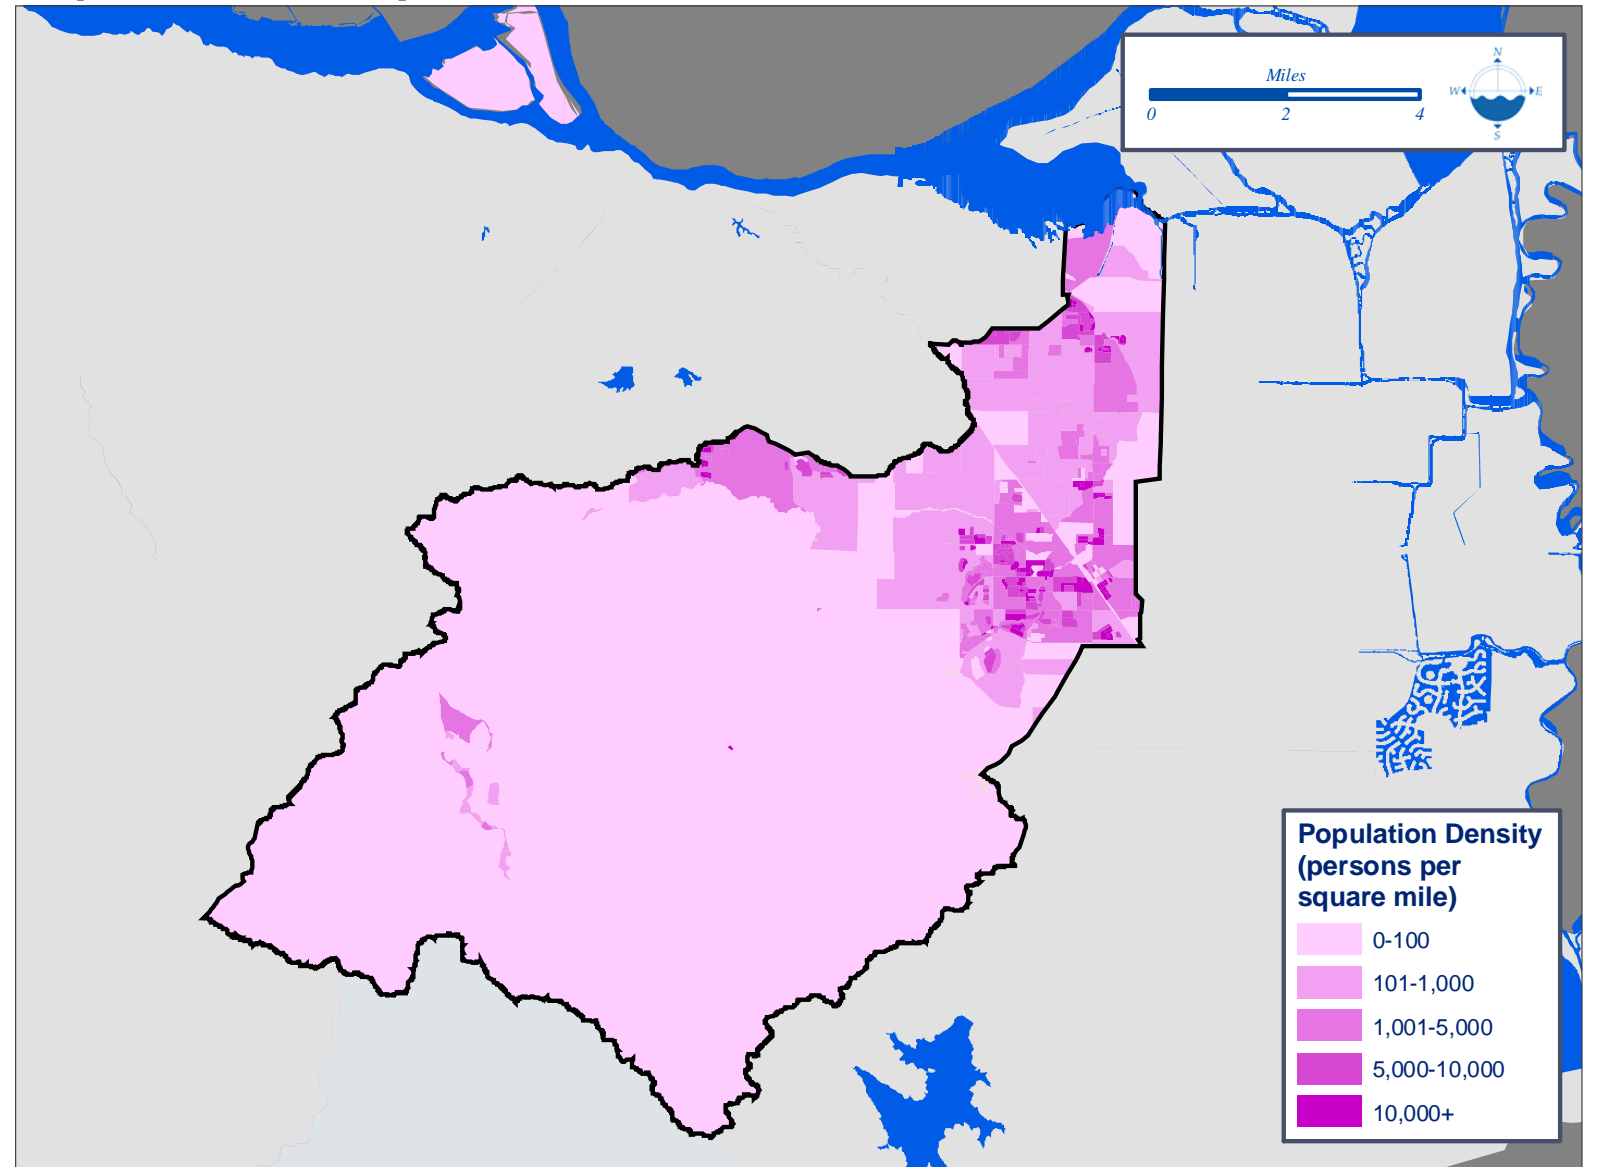 Miles
0 2 4
N
W E
S
Population Density
(persons per
square mile)
0-100
101-1,000
1,001-5,000
5,000-10,000
10,000+